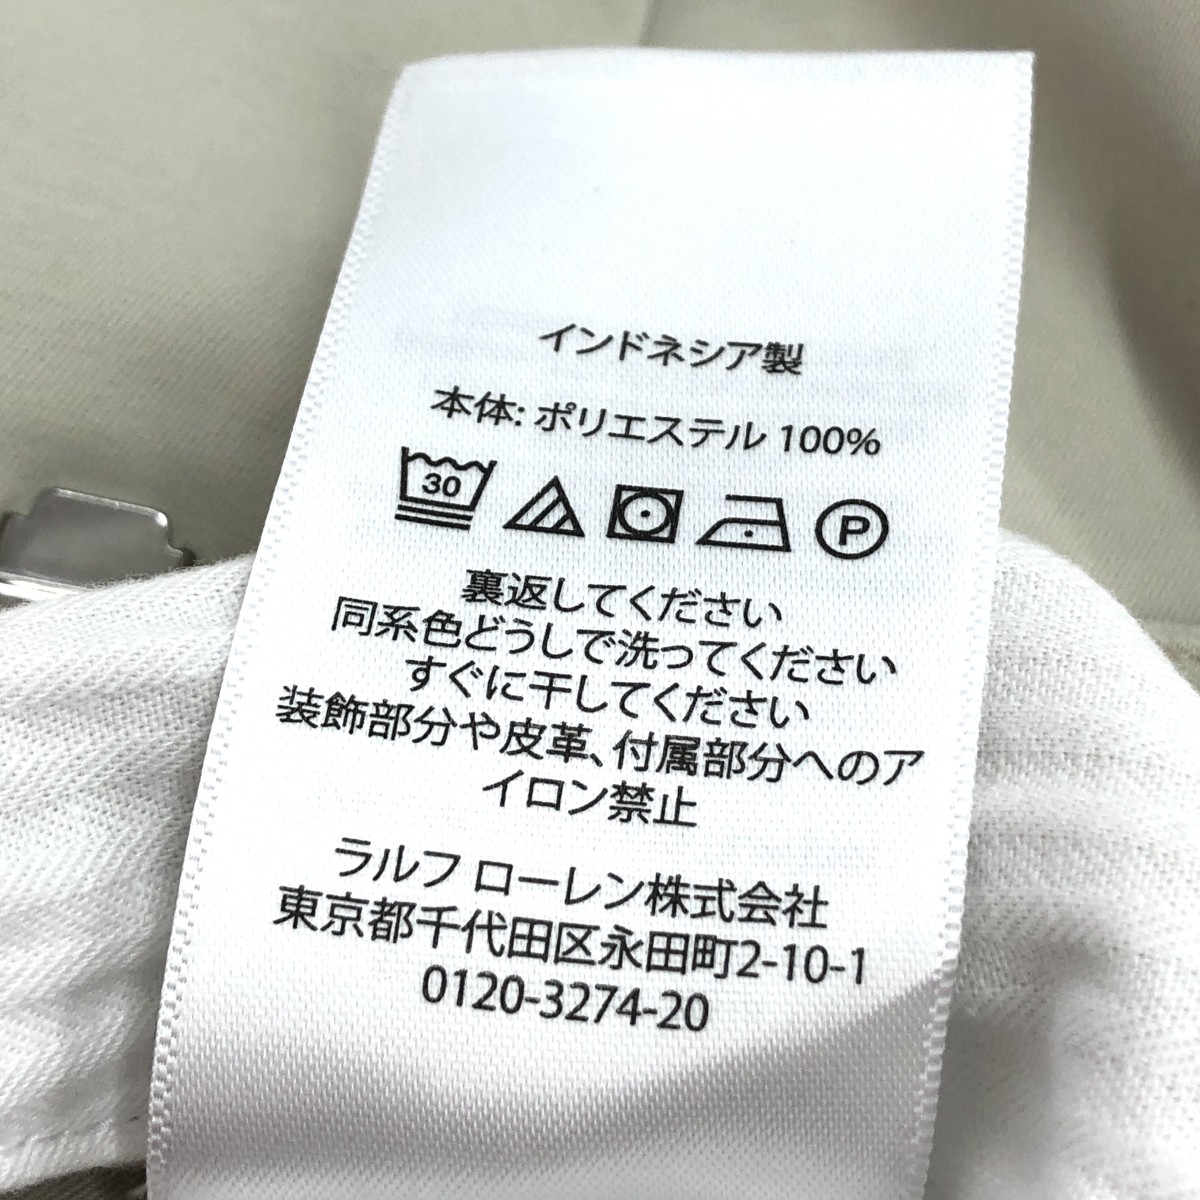 インドネシア製
本体: ポリエステル 100%
30
P
裏返してください
同系色どうしで洗ってください
すぐに干してください
装飾部分や皮革、付属部分へのア
イロン禁止
ラルフ ローレン株式会社
東京都千代田区永田町2-10-1
0120-3274-20